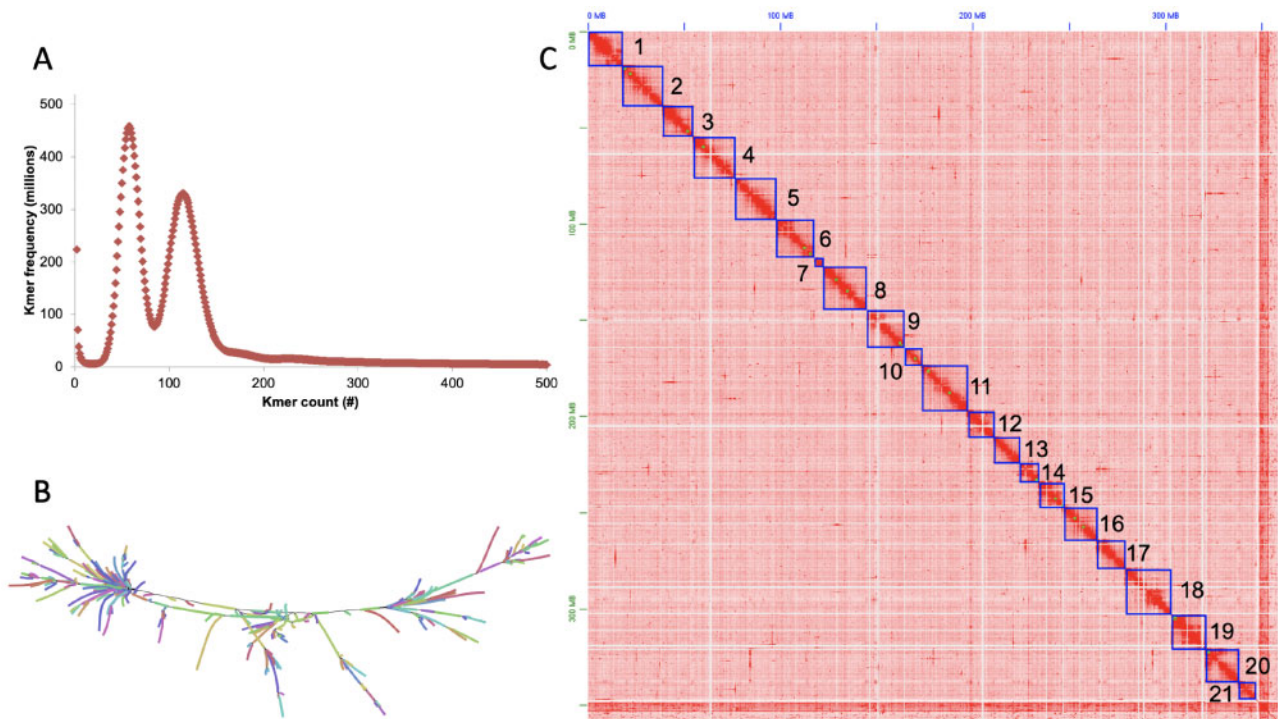 A
Kmer frequency (millions)
500
400
300
200
100
0
0 100 200 300 400 500
Kmer count (#)
B
C
0 MB 100 MB 200 MB 300 MB
0 MB
100 MB
200 MB
300 MB
1
2
3
4
5
6
7
8
9
10
11
12
13
14
15
16
17
18
19
20
21